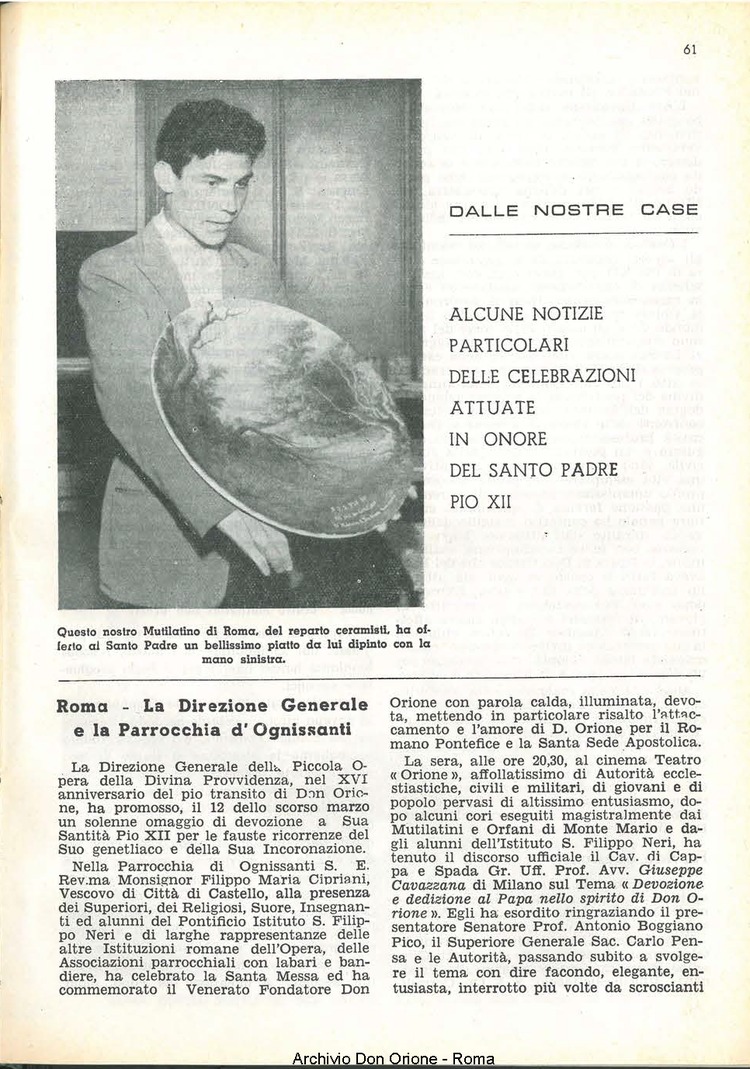 61
DALLE NOSTRE CASE
ALCUNE NOTIZIE
PARTICOLARI
DELLE CELEBRAZIONI
ATTUATE
IN ONORE
DEL SANTO PADRE
PIO XII
Questo nostro Mutilatino di Roma, del reparto ceramisti, ha of-
ferto al Santo Padre un bellissimo piatto da lui dipinto con la
mano sinistra.
Roma - La Direzione Generale
e la Parrocchia d'Ognissanti
La Direzione Generale della Piccola O-
pera della Divina Provvidenza, nel XVI
anniversario del pio transito di Don Orio-
ne, ha promosso, il 12 dello scorso marzo
un solenne omaggio di devozione a Sua
Santità Pio XII per le fauste ricorrenze del
Suo genetliaco e della Sua Incoronazione.
Nella Parrocchia di Ognissanti S. E.
Rev.ma Monsignor Filippo Maria Cipriani,
Vescovo di Città di Castello, alla presenza
dei Superiori, dei Religiosi, Suore, Insegnan-
ti ed alunni del Pontificio Istituto S. Filip-
po Neri e di larghe rappresentanze delle
altre Istituzioni romane dell'Opera, delle
Associazioni parrocchiali con labari e ban-
diere, ha celebrato la Santa Messa ed ha
commemorato il Venerato Fondatore Don
Orione con parola calda, illuminata, devo-
ta, mettendo in particolare risalto l'attac-
camento e l'amore di D. Orione per il Ro-
mano Pontefice e la Santa Sede Apostolica.
La sera, alle ore 20,30, al cinema Teatro
« Orione », affollatissimo di Autorità eccle-
stiastiche, civili e militari, di giovani e di
popolo pervasi di altissimo entusiasmo, do-
po alcuni cori eseguiti magistralmente dai
Mutilatini e Orfani di Monte Mario e da-
gli alunni dell'Istituto S. Filippo Neri, ha
tenuto il discorso ufficiale il Cav. di Cap-
pa e Spada Gr. Uff. Prof. Avv. Giuseppe
Cavazzana di Milano sul Tema « Devozione
e dedizione al Papa nello spirito di Don O-
rione ». Egli ha esordito ringraziando il pre-
sentatore Senatore Prof. Antonio Boggiano
Pico, il Superiore Generale Sac. Carlo Pen-
sa e le Autorità, passando subito a svolge-
re il tema con dire facondo, elegante, en-
tusiasta, interrotto più volte da scroscianti
Archivio Don Orione - Roma